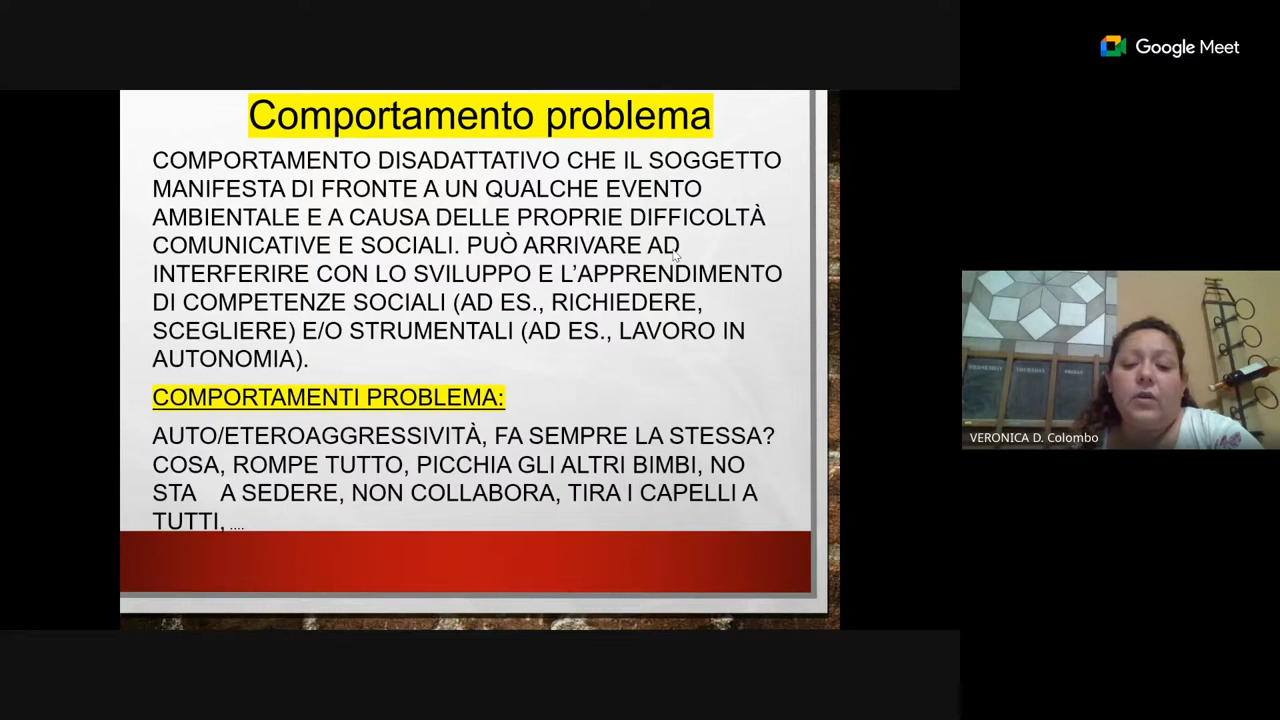 Google Meet
Comportamento problema
COMPORTAMENTO DISADATTATIVO CHE IL SOGGETTO
MANIFESTA DI FRONTE A UN QUALCHE EVENTO
AMBIENTALE E A CAUSA DELLE PROPRIE DIFFICOLTÀ
COMUNICATIVE E SOCIALI. PUÒ ARRIVARE AD
INTERFERIRE CON LO SVILUPPO E L’APPRENDIMENTO
DI COMPETENZE SOCIALI (AD ES., RICHIEDERE,
SCEGLIERE) E/O STRUMENTALI (AD ES., LAVORO IN
AUTONOMIA).
COMPORTAMENTI PROBLEMA:
AUTO/ETEROAGGRESSIVITÀ, FA SEMPRE LA STESSA?
COSA, ROMPE TUTTO, PICCHIA GLI ALTRI BIMBI, NO
STA A SEDERE, NON COLLABORA, TIRA I CAPELLI A
TUTTI, ....
WEDNESDAY THURSDAY FRIDAY
VERONICA D. Colombo